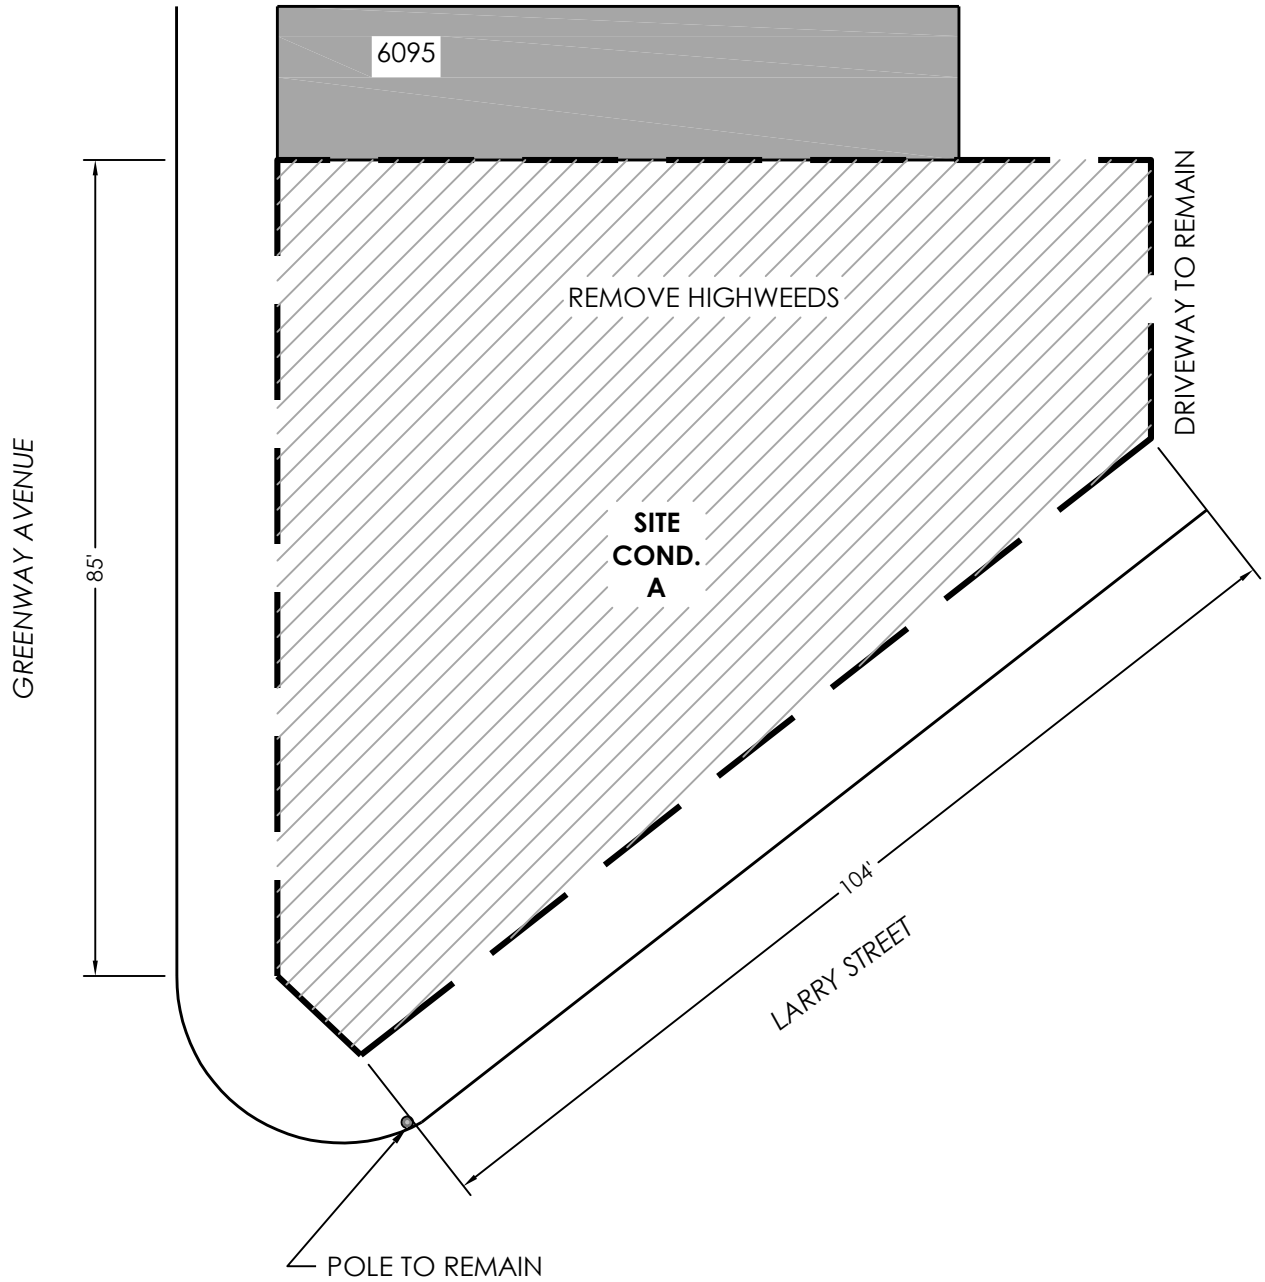 6095
DRIVEWAY TO REMAIN
REMOVE HIGHWEEDS
GREENWAY AVENUE
85'
SITE
COND.
A
104'
LARRY STREET
POLE TO REMAIN